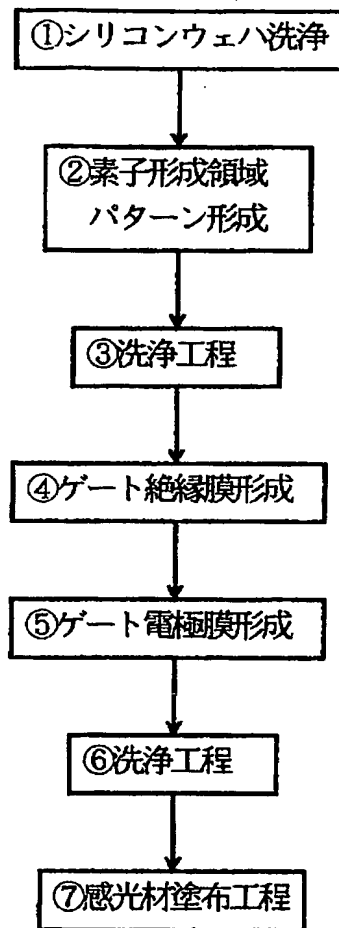 ①シリコンウェハ洗浄
②素子形成領域
パターン形成
③洗浄工程
④ゲート絶縁膜形成
⑤ゲート電極膜形成
⑥洗浄工程
⑦感光材塗布工程